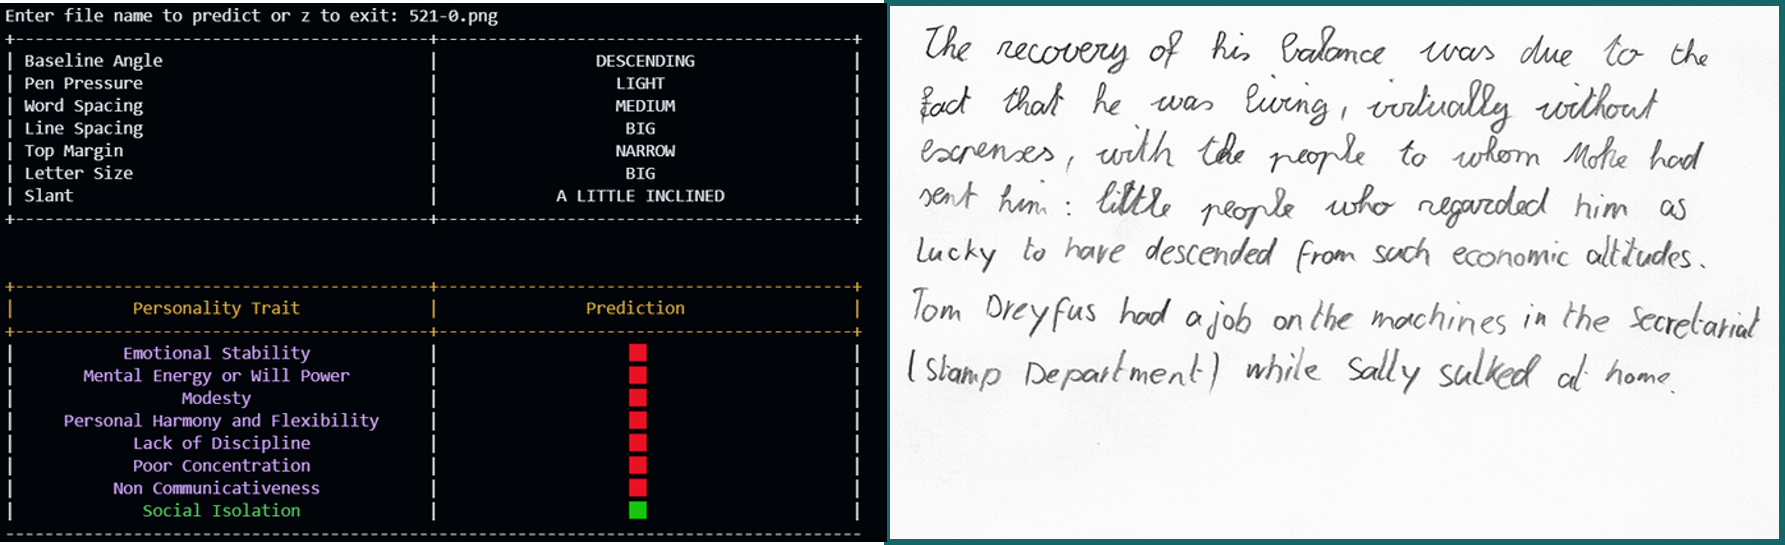 Enter file name to predict or z to exit: 521-0.png
Baseline Angle DESCENDING
Pen Pressure LIGHT
Word Spacing MEDIUM
Line Spacing BIG
Top Margin NARROW
Letter Size BIG
Slant A LITTLE INCLINED
Personality Trait Prediction
Emotional Stability
Mental Energy or Will Power
Modesty
Personal Harmony and Flexibility
Lack of Discipline
Poor Concentration
Non Communicativeness
Social Isolation
The recovery of his balance was due to the
fact that he was living, virtually without
escrenses, with the people to whom Mohe had
sent him: little people who regarded him as
Lucky to have descended from such economic altitudes.
Tom Dreyfus had a job on the machines in the Secretariat
(Stamp Department) while Sally sulked at home.